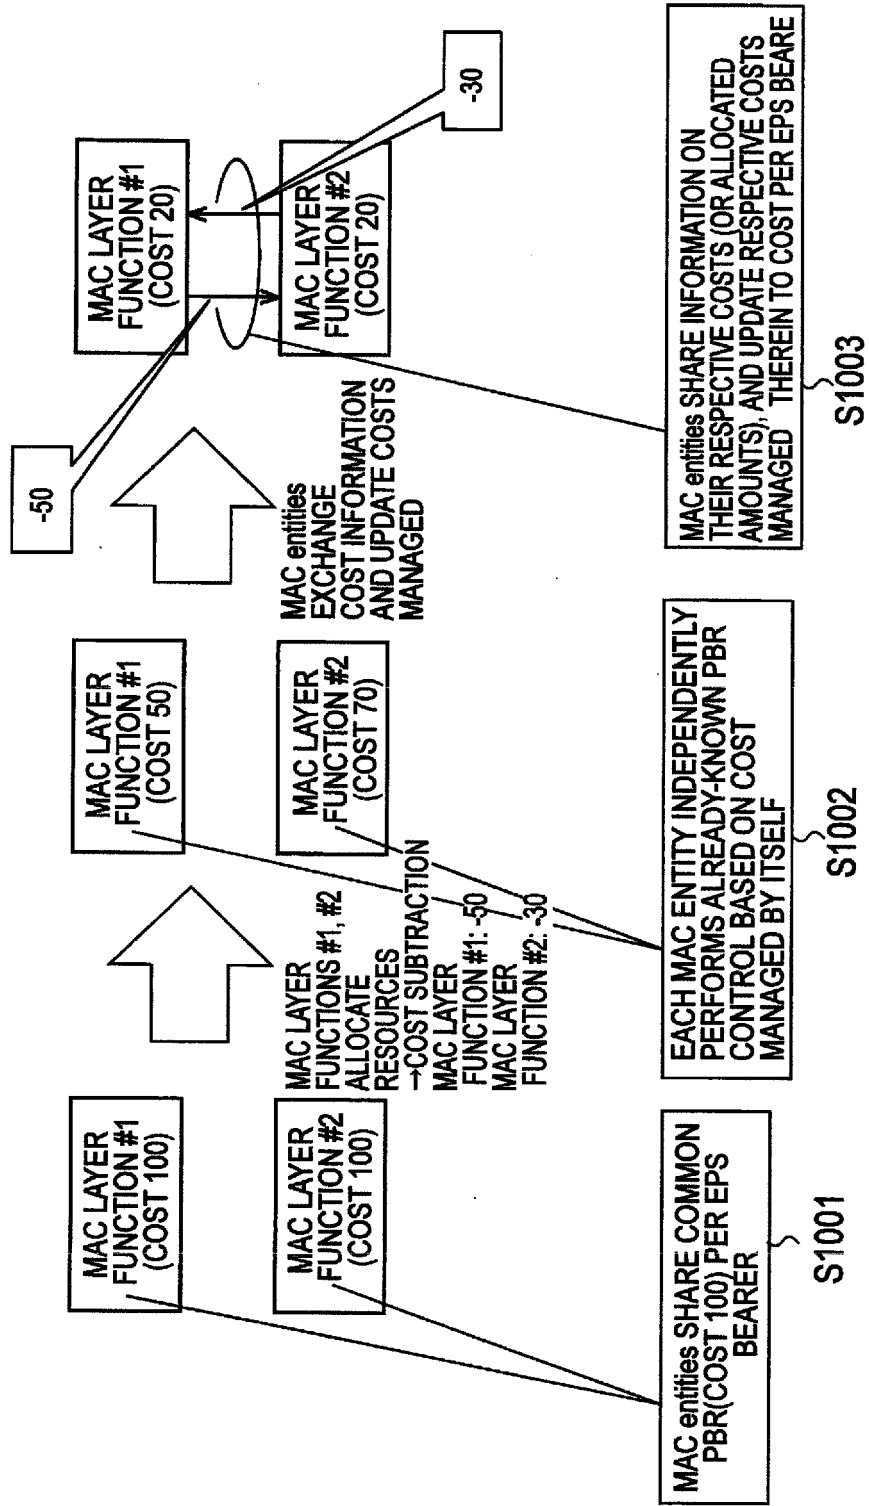 MAC LAYER
FUNCTION #1
(COST 100)
MAC LAYER
FUNCTION #2
(COST 100)
MAC entities SHARE COMMON
PBR(COST 100) PER EPS
BEARER
S1001
MAC LAYER
FUNCTIONS #1, #2
ALLOCATE
RESOURCES
→COST SUBTRACTION
MAC LAYER
FUNCTION #1: -50
MAC LAYER
FUNCTION #2: -30
MAC LAYER
FUNCTION #1
(COST 50)
MAC LAYER
FUNCTION #2
(COST 70)
EACH MAC ENTITY INDEPENDENTLY
PERFORMS ALREADY-KNOWN PBR
CONTROL BASED ON COST
MANAGED BY ITSELF
S1002
MAC entities
EXCHANGE
COST INFORMATION
AND UPDATE COSTS
MANAGED
-50
MAC LAYER
FUNCTION #1
(COST 20)
MAC LAYER
FUNCTION #2
(COST 20)
-30
MAC entities SHARE INFORMATION ON
THEIR RESPECTIVE COSTS (OR ALLOCATED
AMOUNTS), AND UPDATE RESPECTIVE COSTS
MANAGED THEREIN TO COST PER EPS BEARE
S1003